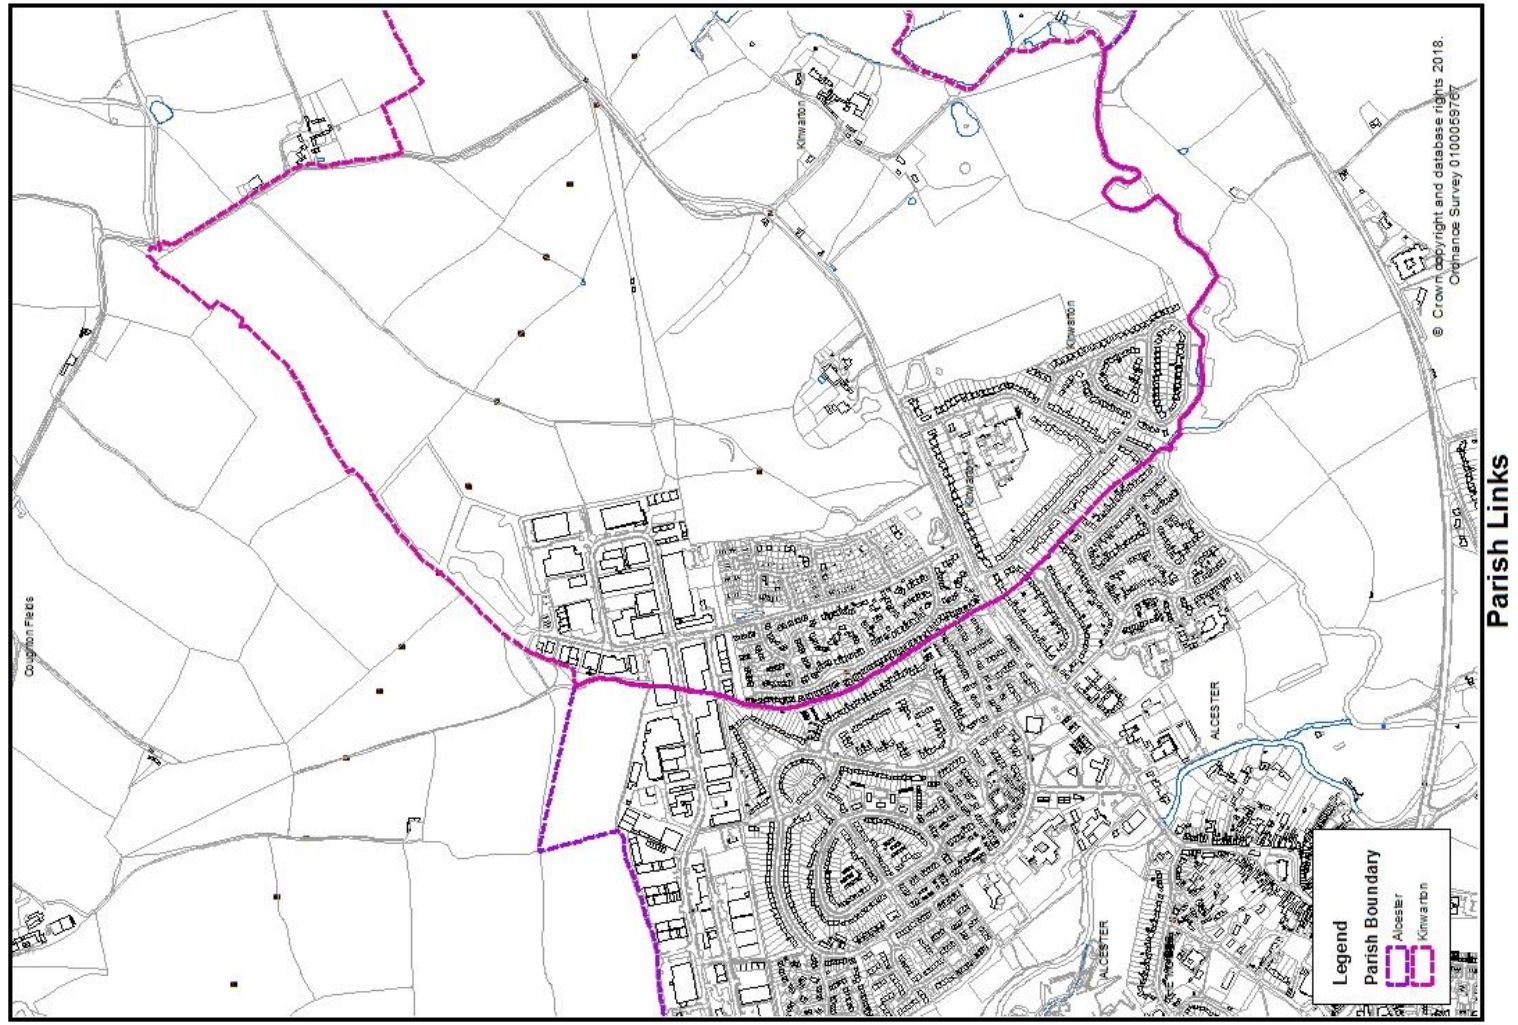 Parish Links
Coughton Fields
Kinwarton
Kinwarton
Kinwarton
ALCESTER
ALCESTER
© Crown copyright and database rights 2018.
Ordnance Survey 0100059767
Legend
Parish Boundary
Alcester
Kinwarton